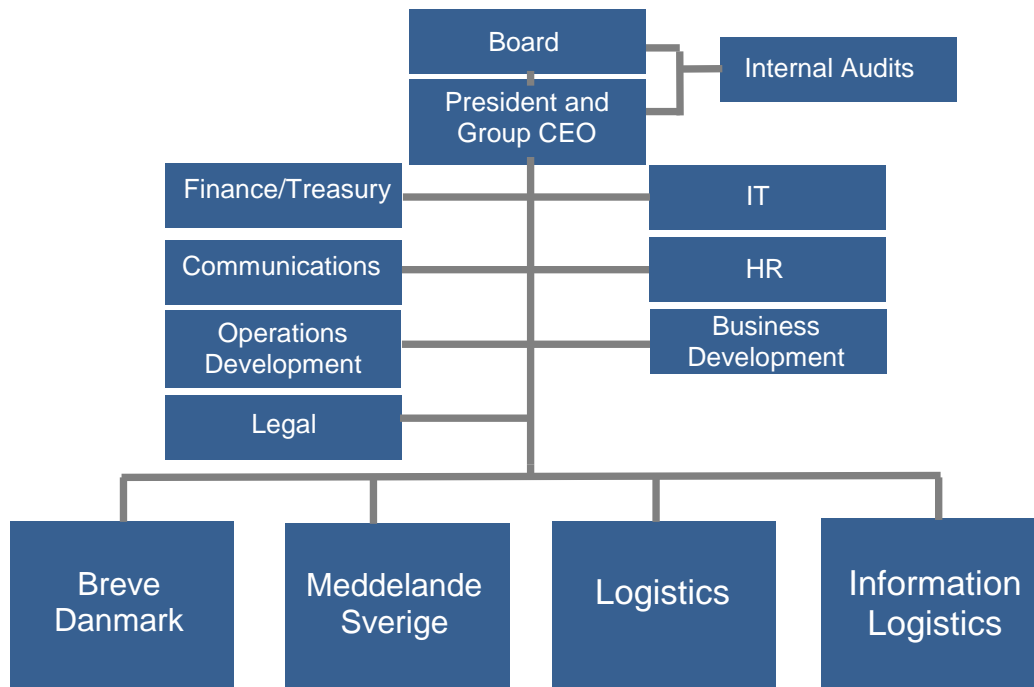 Board
Internal Audits
President and
Group CEO
Finance/Treasury
IT
Communications
HR
Operations
Development
Business
Development
Legal
Breve
Danmark
Meddelande
Sverige
Logistics
Information
Logistics